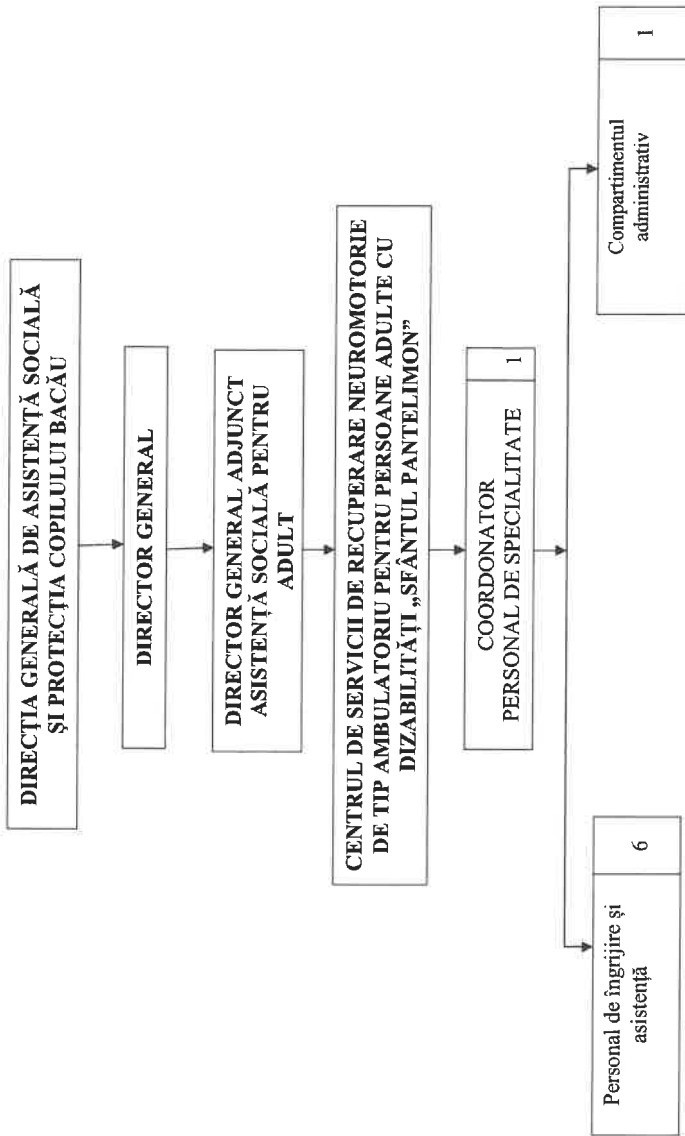 DIRECȚIA GENERALĂ DE ASISTENȚĂ SOCIALĂ
ȘI PROTECȚIA COPILULUI BACĂU
DIRECTOR GENERAL
DIRECTOR GENERAL ADJUNCT
ASISTENȚĂ SOCIALĂ PENTRU
ADULT
CENTRUL DE SERVICII DE RECUPERARE NEUROMOTORIE
DE TIP AMBULATORIU PENTRU PERSOANE ADULTE CU
DIZABILITĂȚI „SFÂNTUL PANTELIMON”
COORDONATOR
PERSONAL DE SPECIALITATE
1
Personal de îngrijire și
asistență
6
Compartimentul
administrativ
1